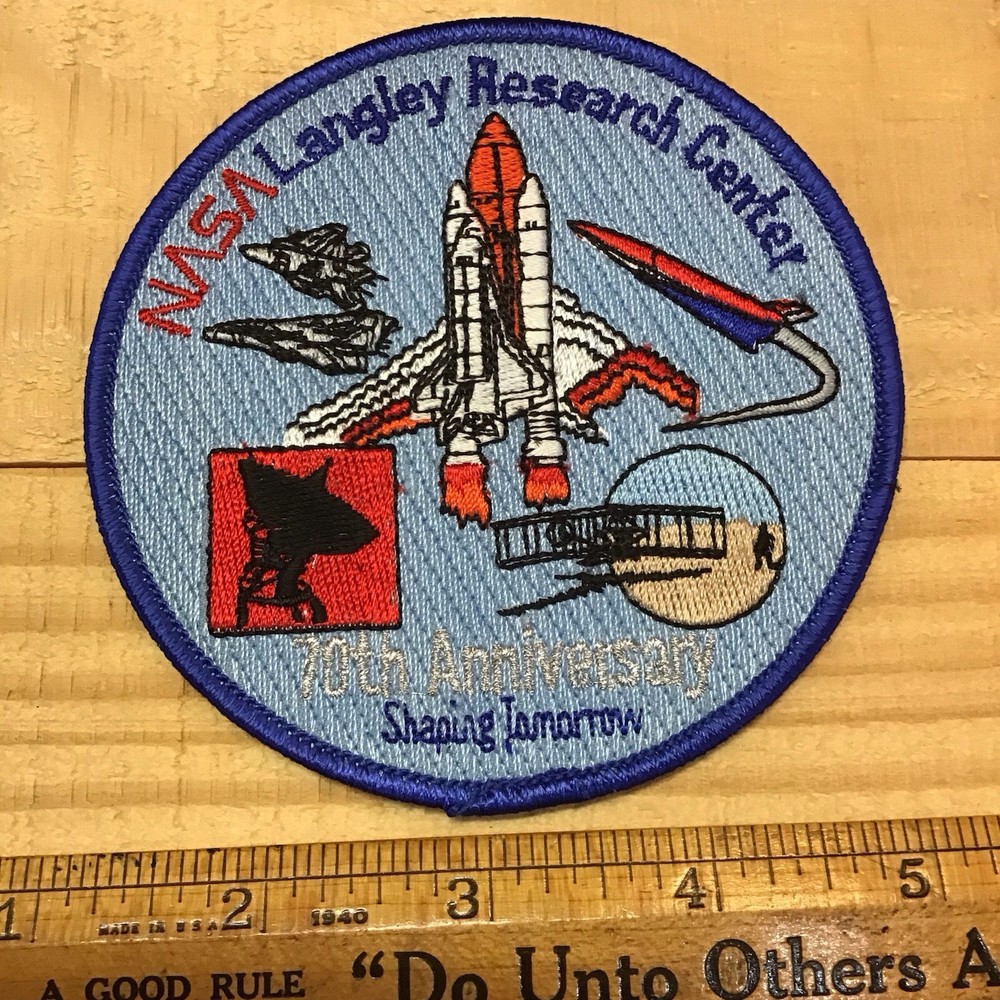 NASA Langley Research Center
70th Anniversary
Shaping Tomorrow
1 2 3 4 5
MADE IN U S A 1940
A GOOD RULE "Do Unto Others A